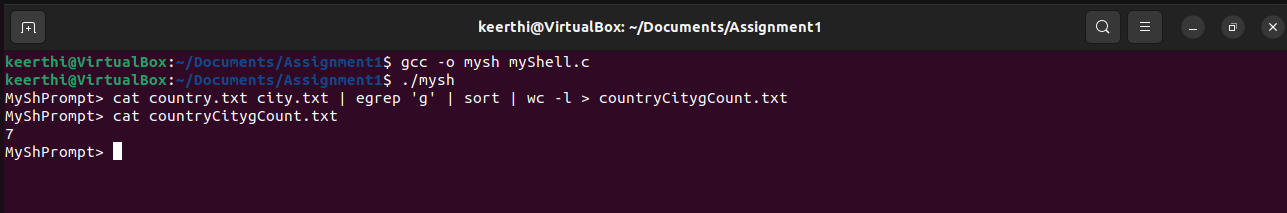 keerthi@VirtualBox: ~/Documents/Assignment1
keerthi@VirtualBox:~/Documents/Assignment1$ gcc -o mysh myShell.c
keerthi@VirtualBox:~/Documents/Assignment1$ ./mysh
MyShPrompt> cat country.txt city.txt | egrep 'g' | sort | wc -l > countryCitygCount.txt
MyShPrompt> cat countryCitygCount.txt
7
MyShPrompt>